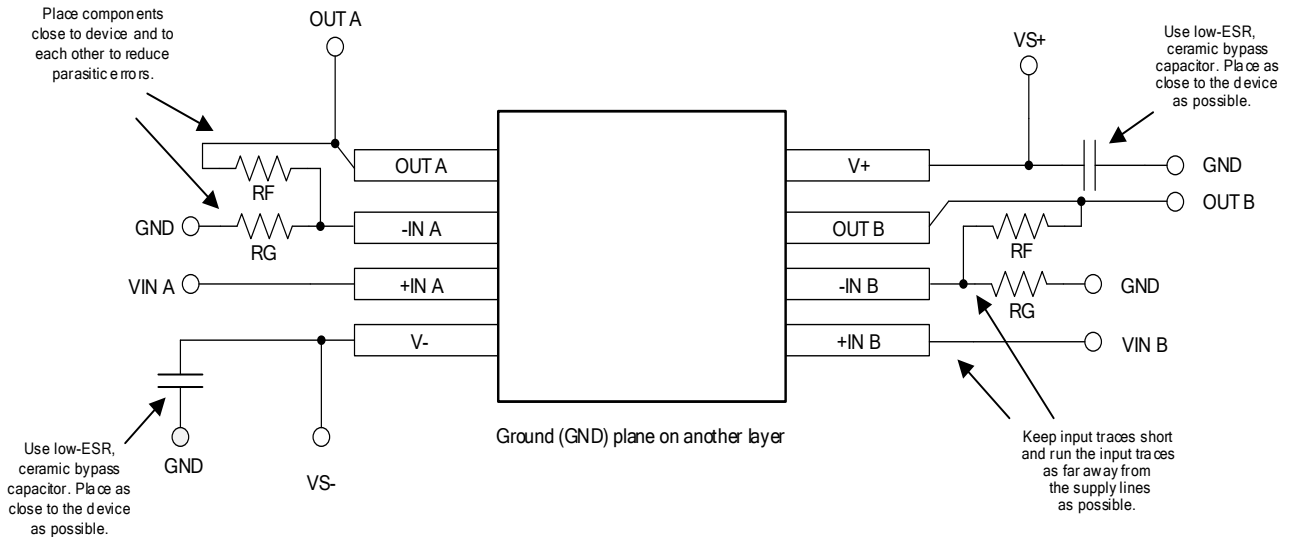 Place components
close to device and to
each other to reduce
parasitic errors.
OUT A
VS+
Use low-ESR,
ceramic bypass
capacitor. Place as
close to the device
as possible.
OUT A
V+
GND
RF
OUT B
GND
-IN A
OUT B
RF
RG
VIN A
+IN A
-IN B
GND
RG
V-
+IN B
VIN B
Ground (GND) plane on another layer
Use low-ESR,
ceramic bypass
capacitor. Place as
close to the device
as possible.
GND
VS-
Keep input traces short
and run the input traces
as far away from
the supply lines
as possible.